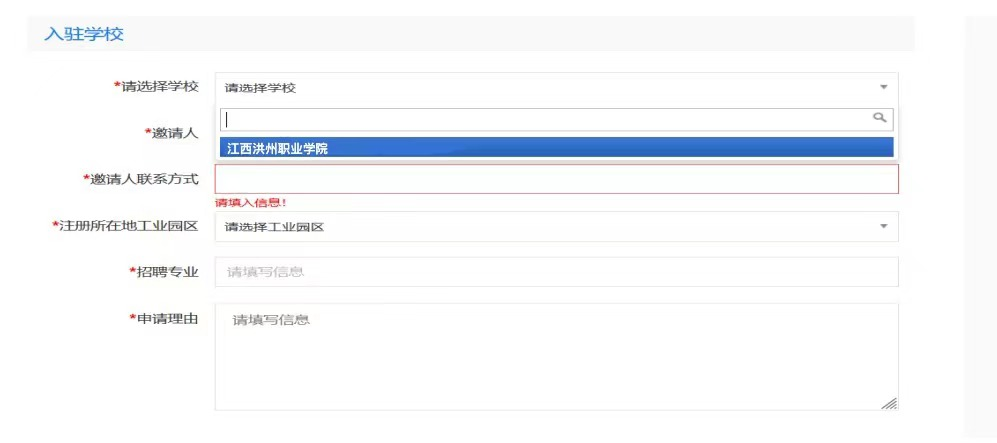 入驻学校
*请选择学校 请选择学校
*邀请人
江西洪州职业学院
*邀请人联系方式
请填入信息!
*注册所在地工业园区 请选择工业园区
*招聘专业 请填写信息
*申请理由 请填写信息